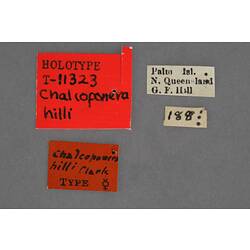 HOLOTYPE
T-11323
Chalcoponera
hilli
Palm Isl.
N. Queensland
G. F. Hill
188
Chalcoponera
hilli Clark
TYPE ☿